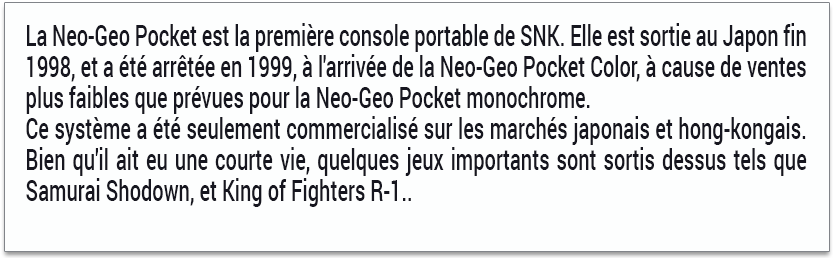 La Neo-Geo Pocket est la première console portable de SNK. Elle est sortie au Japon fin
1998, et a été arrêtée en 1999, à l'arrivée de la Neo-Geo Pocket Color, à cause de ventes
plus faibles que prévues pour la Neo-Geo Pocket monochrome.
Ce système a été seulement commercialisé sur les marchés japonais et hong-kongais.
Bien qu'il ait eu une courte vie, quelques jeux importants sont sortis dessus tels que
Samurai Shodown, et King of Fighters R-1..